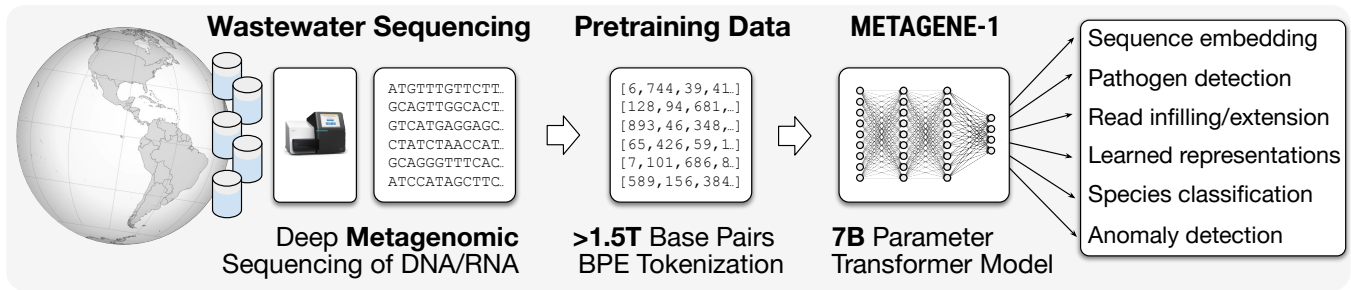 Wastewater Sequencing
Pretraining Data
METAGENE-1
ATGTTTGTTCTT…
GCAGTTGGCACT…
GTCATGAGGAGC…
CTATCTAACCAT…
GCAGGGTTTCAC…
ATCCATAGCTTC…
[6,744,39,41…]
[128,94,681,…]
[893,46,348,…]
[65,426,59,1…]
[7,101,686,8…]
[589,156,384…]
Sequence embedding
Pathogen detection
Read infilling/extension
Learned representations
Species classification
Anomaly detection
Deep Metagenomic
Sequencing of DNA/RNA
>1.5T Base Pairs
BPE Tokenization
7B Parameter
Transformer Model